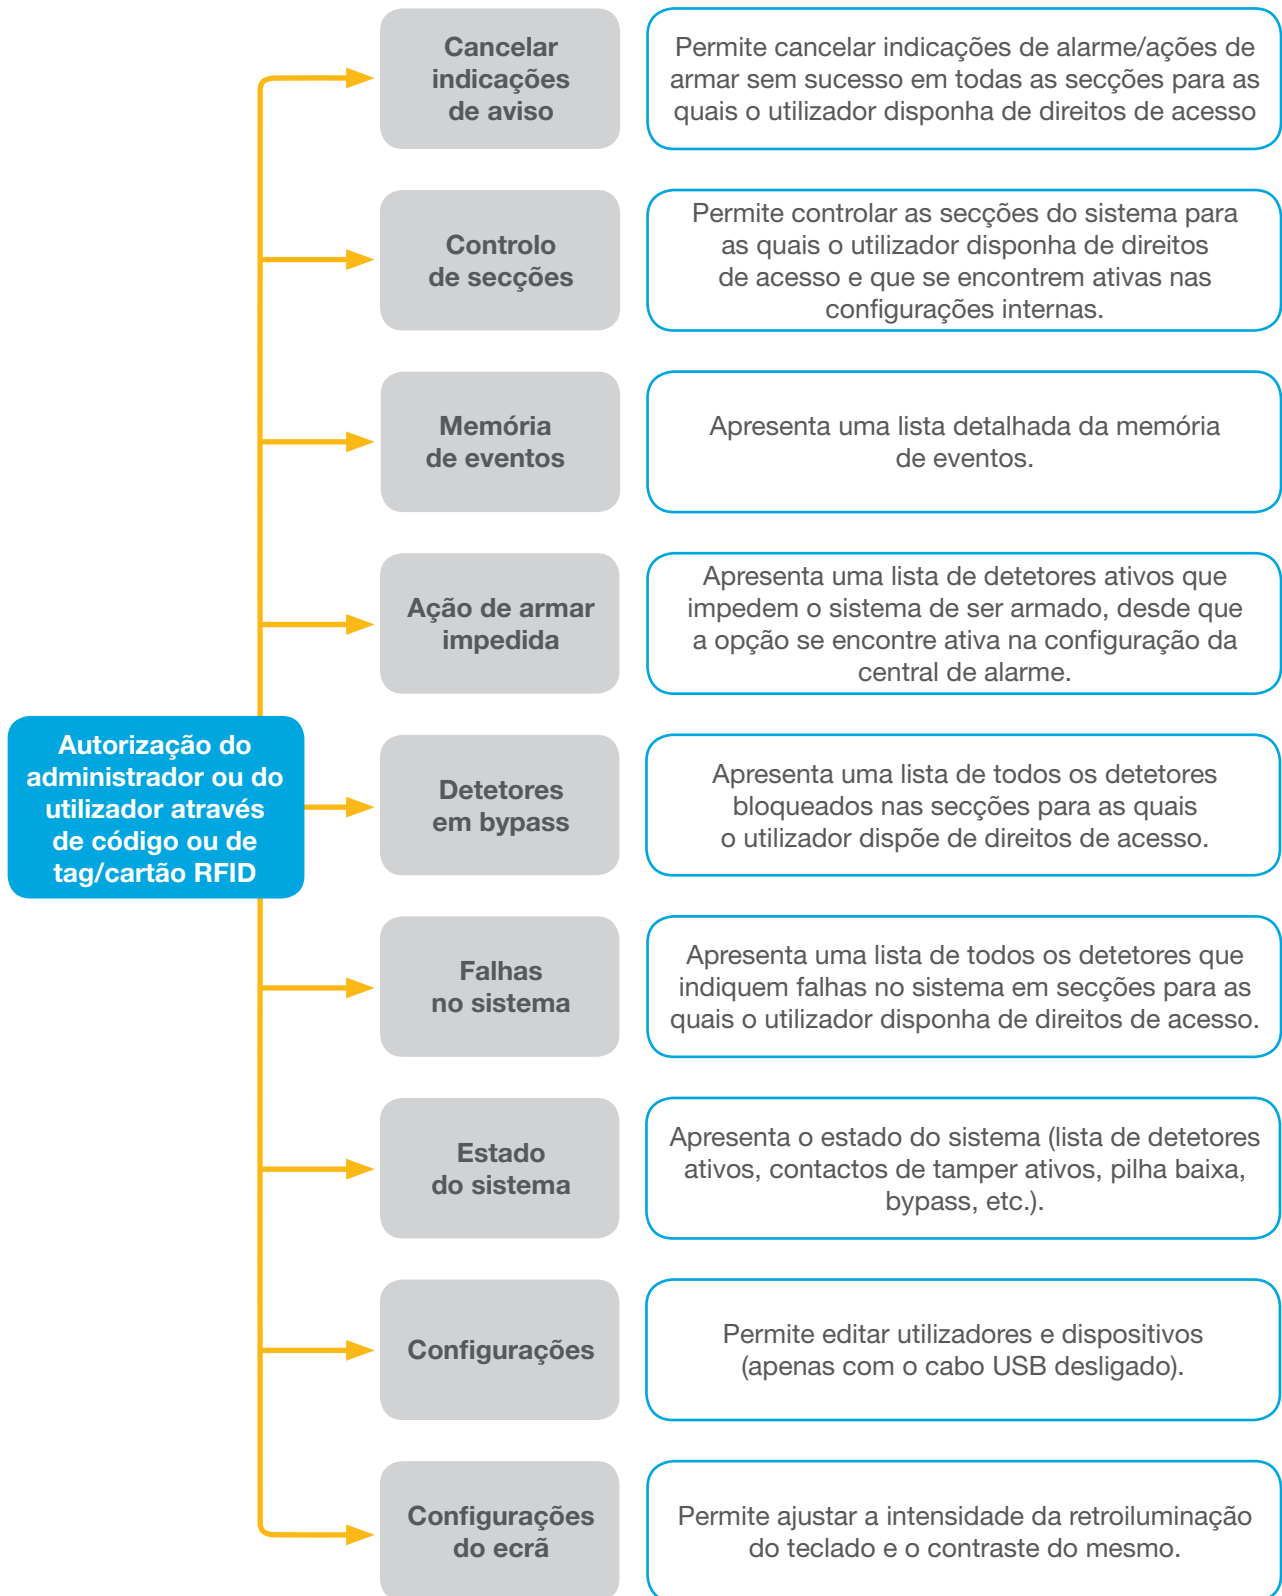 Cancelar
indicações
de aviso
Permite cancelar indicações de alarme/ações de
armar sem sucesso em todas as secções para as
quais o utilizador disponha de direitos de acesso
Controlo
de secções
Permite controlar as secções do sistema para
as quais o utilizador disponha de direitos
de acesso e que se encontrem ativas nas
configurações internas.
Memória
de eventos
Apresenta uma lista detalhada da memória
de eventos.
Ação de armar
impedida
Apresenta uma lista de detetores ativos que
impedem o sistema de ser armado, desde que
a opção se encontre ativa na configuração da
central de alarme.
Autorização do
administrador ou do
utilizador através
de código ou de
tag/cartão RFID
Detetores
em bypass
Apresenta uma lista de todos os detetores
bloqueados nas secções para as quais
o utilizador dispõe de direitos de acesso.
Falhas
no sistema
Apresenta uma lista de todos os detetores que
indiquem falhas no sistema em secções para as
quais o utilizador disponha de direitos de acesso.
Estado
do sistema
Apresenta o estado do sistema (lista de detetores
ativos, contactos de tamper ativos, pilha baixa,
bypass, etc.).
Configurações
Permite editar utilizadores e dispositivos
(apenas com o cabo USB desligado).
Configurações
do ecrã
Permite ajustar a intensidade da retroiluminação
do teclado e o contraste do mesmo.